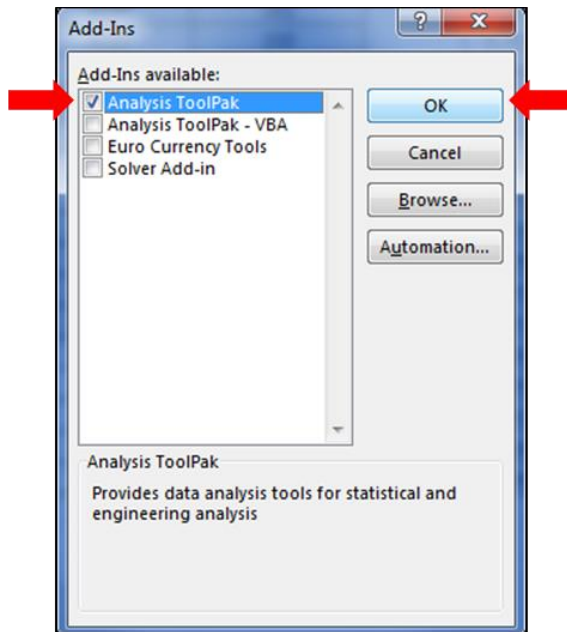 Add-Ins
?
X
Add-Ins available:
Analysis ToolPak
Analysis ToolPak - VBA
Euro Currency Tools
Solver Add-in
OK
Cancel
Browse...
Automation...
Analysis ToolPak
Provides data analysis tools for statistical and
engineering analysis